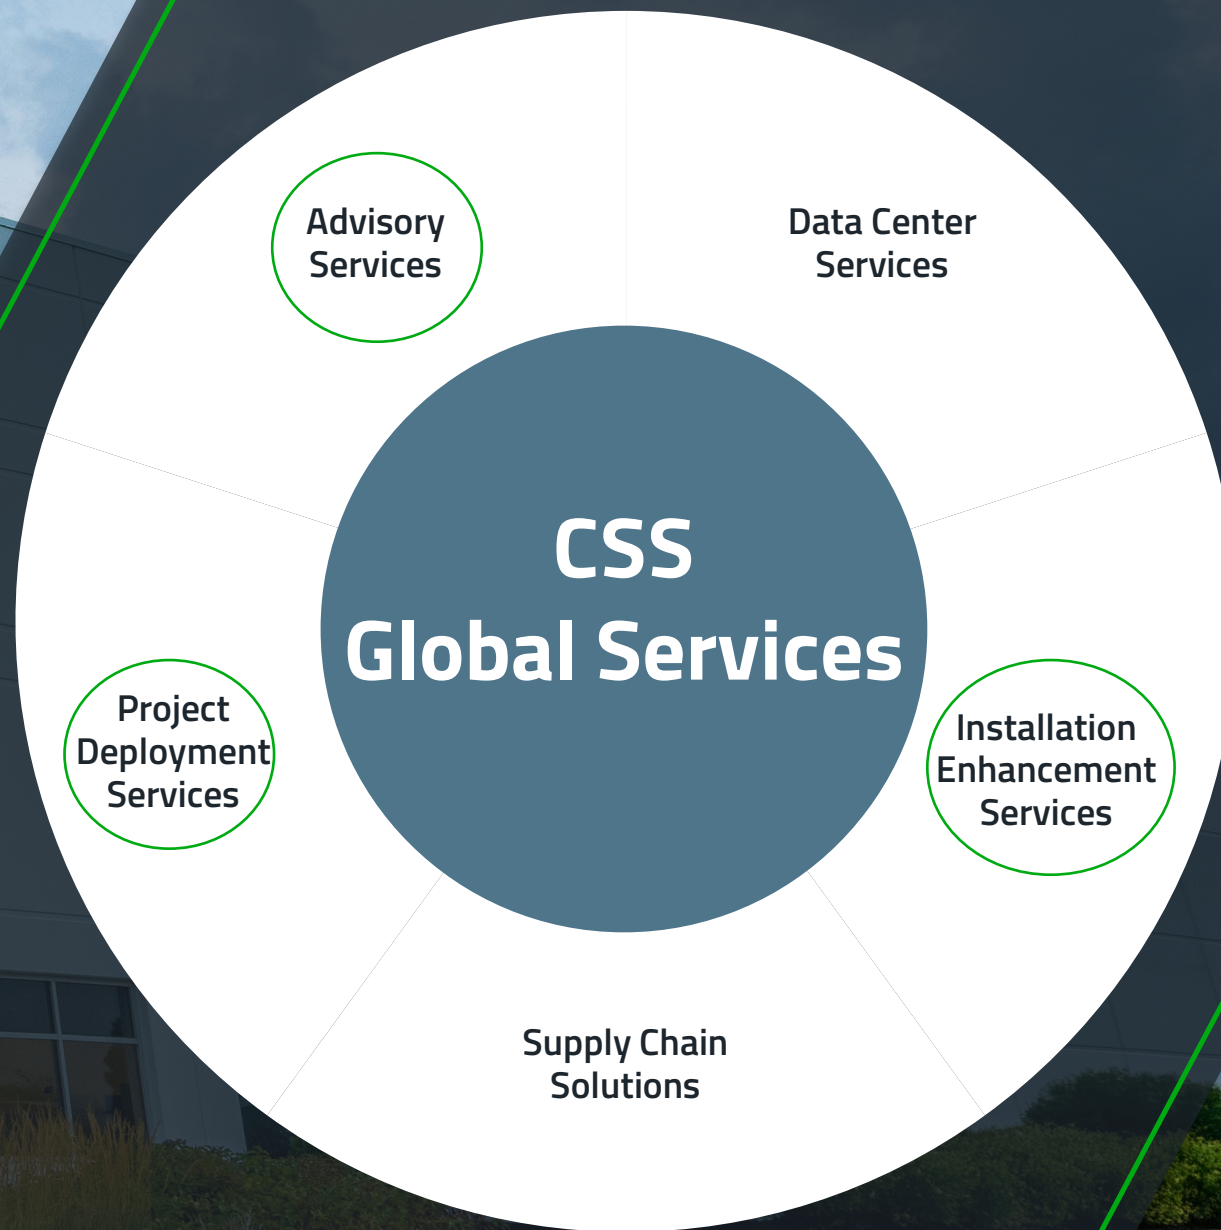 Advisory
Services
Data Center
Services
CSS
Global Services
Project
Deployment
Services
Installation
Enhancement
Services
Supply Chain
Solutions